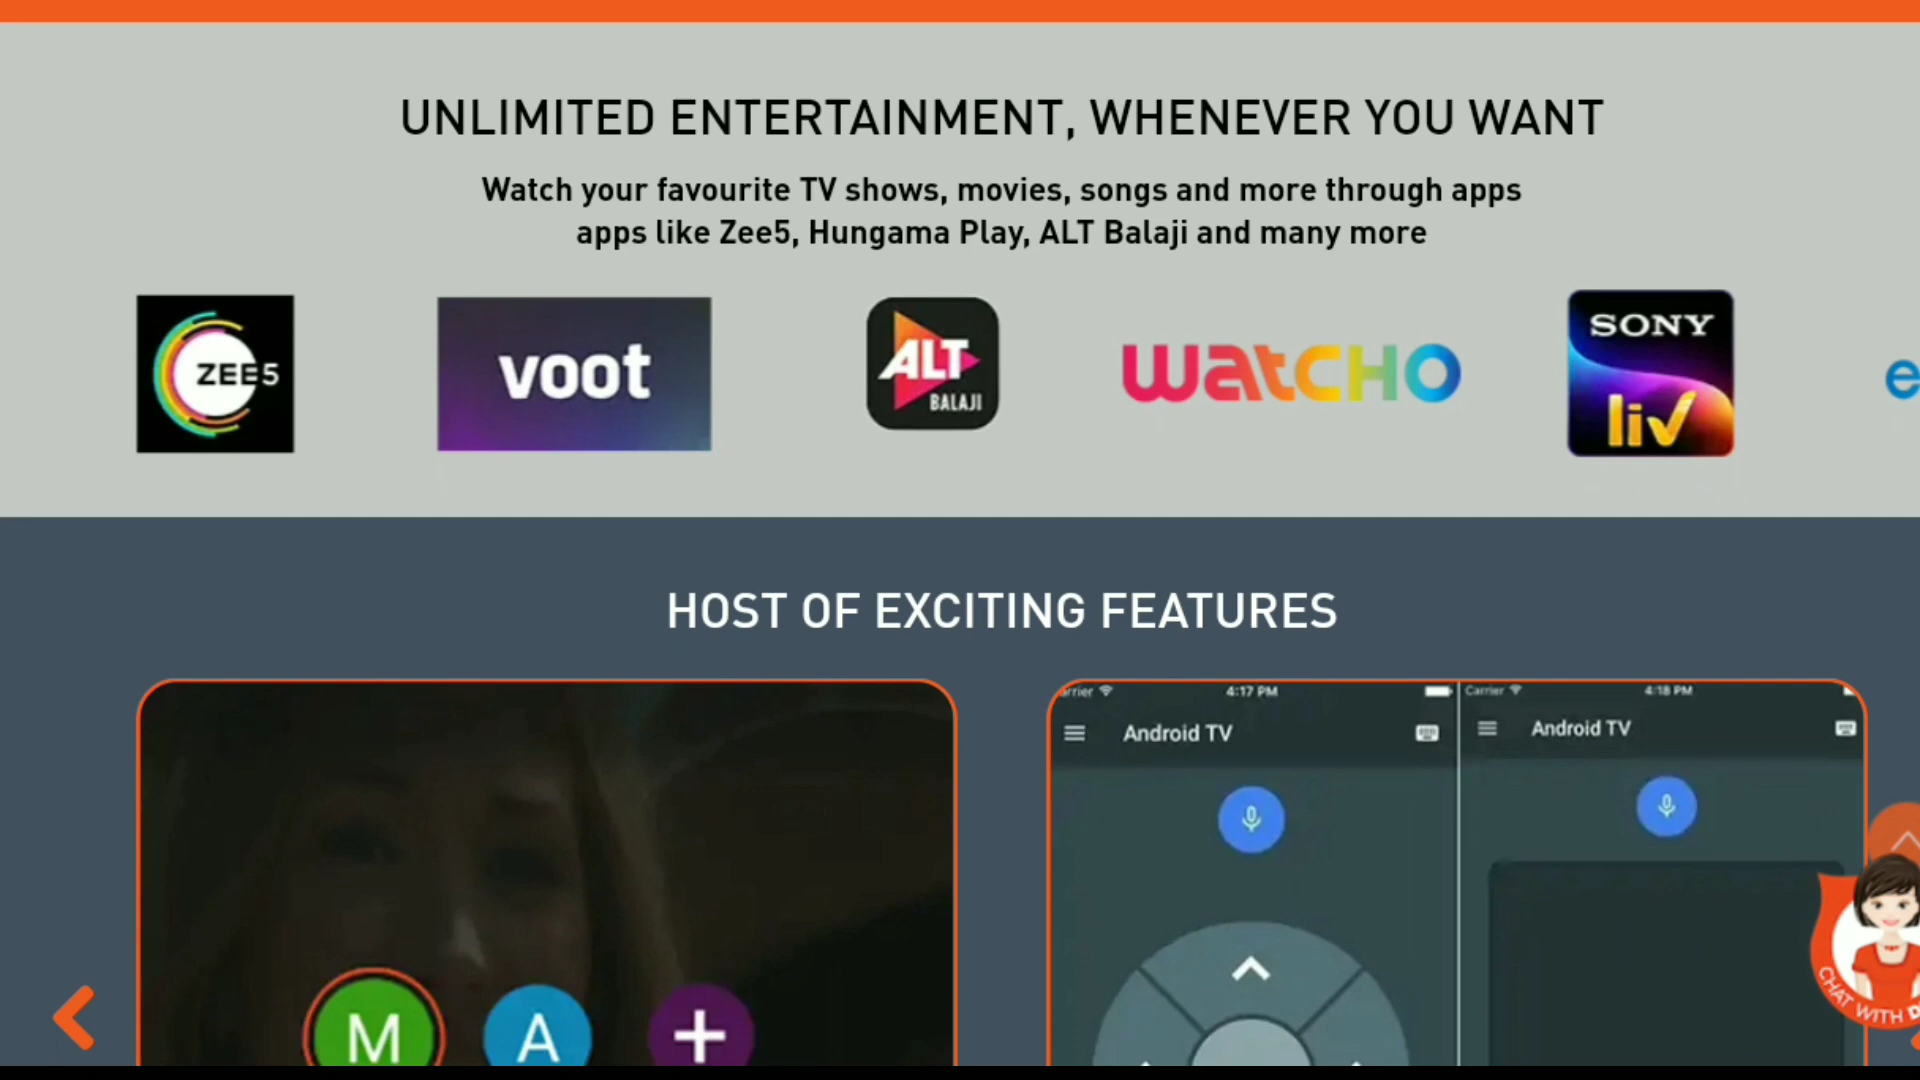 UNLIMITED ENTERTAINMENT, WHENEVER YOU WANT
Watch your favourite TV shows, movies, songs and more through apps
apps like Zee5, Hungama Play, ALT Balaji and many more
ZEE5
voot
ALT
BALAJI
WATCHO
SONY
liv
e
HOST OF EXCITING FEATURES
4:17 PM
Carrier
4:18 PM
Android TV
Android TV
M
A
+
CHAT WITH D